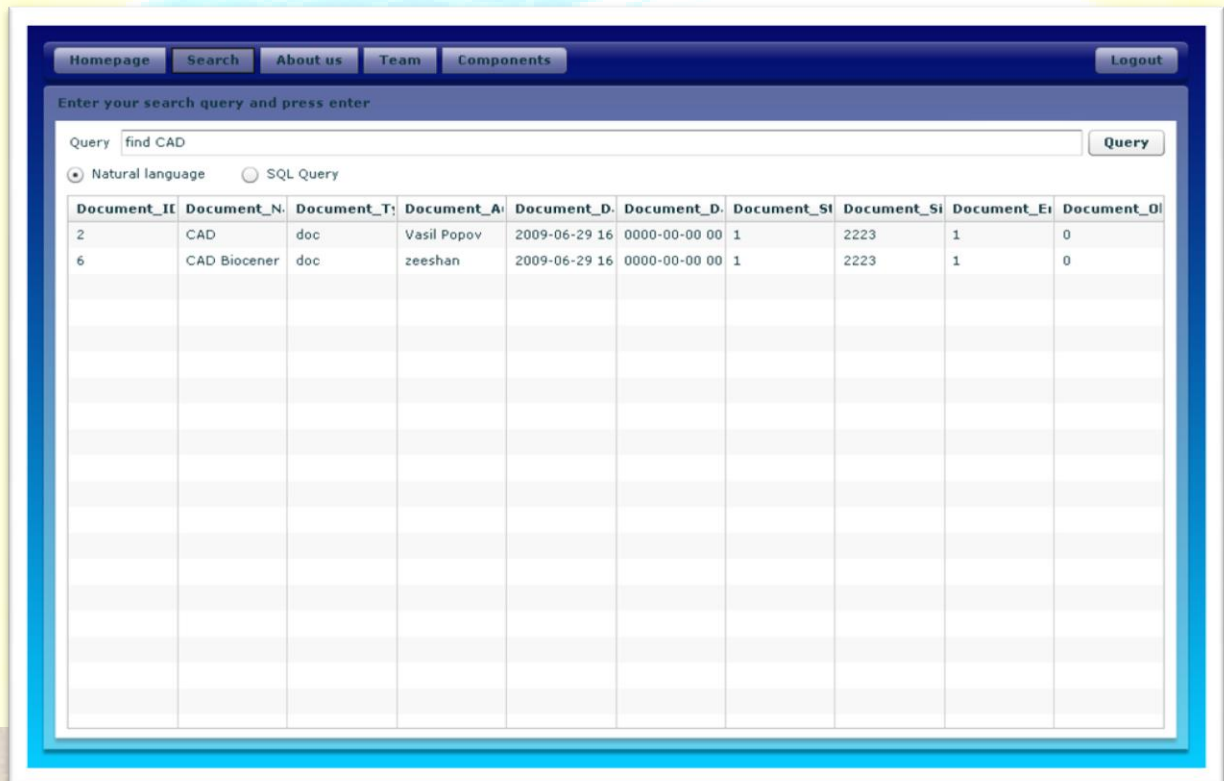 Homepage Search About us Team Components Logout
Enter your search query and press enter
Query find CAD Query
Natural language SQL Query
Document_II Document_N Document_Ty Document_A Document_D Document_D Document_St Document_Si Document_E Document_Ol
2 CAD doc Vasil Popov 2009-06-29 16 0000-00-00 00 1 2223 1 0
6 CAD Biocener doc zeeshan 2009-06-29 16 0000-00-00 00 1 2223 1 0